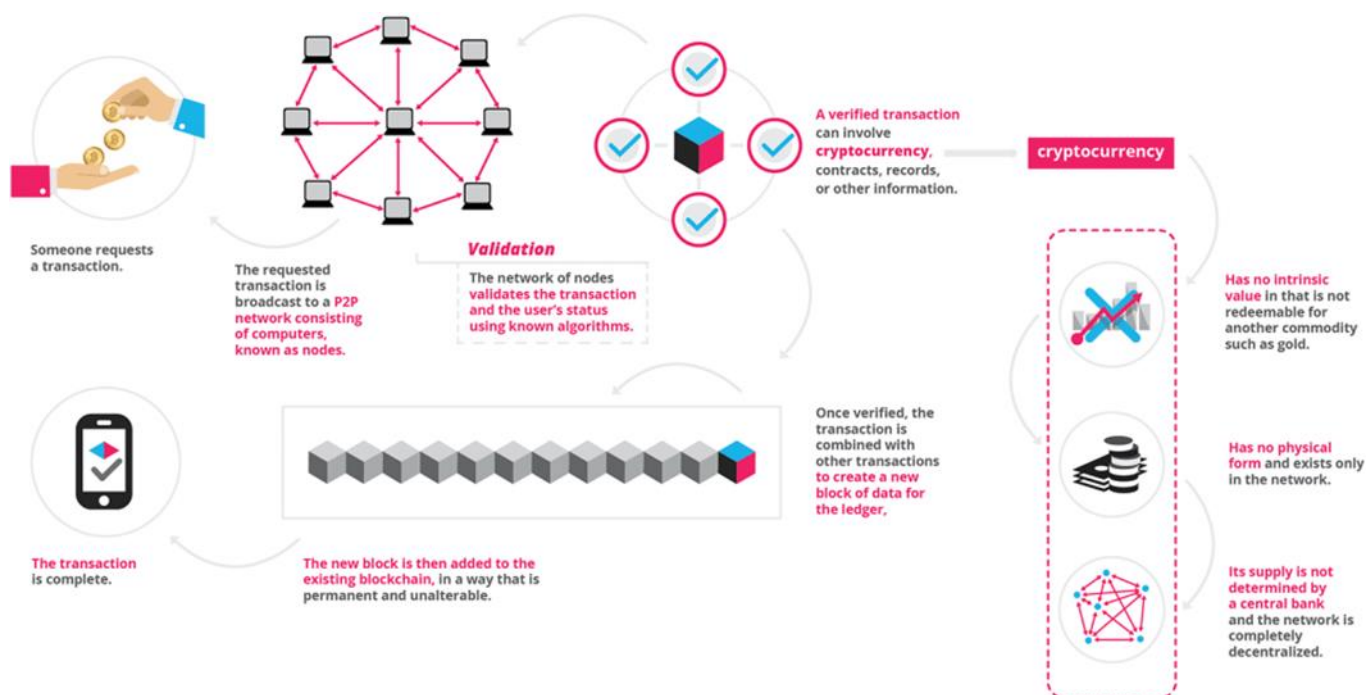 Someone requests
a transaction.
The requested
transaction is
broadcast to a P2P
network consisting
of computers,
known as nodes.
Validation
The network of nodes
validates the transaction
and the user's status
using known algorithms.
A verified transaction
can involve
cryptocurrency,
contracts, records,
or other information.
cryptocurrency
Has no intrinsic
value in that is not
redeemable for
another commodity
such as gold.
Has no physical
form and exists only
in the network.
Its supply is not
determined by
a central bank
and the network is
completely
decentralized.
Once verified, the
transaction is
combined with
other transactions
to create a new
block of data for
the ledger,
The new block is then added to the
existing blockchain, in a way that is
permanent and unalterable.
The transaction
is complete.